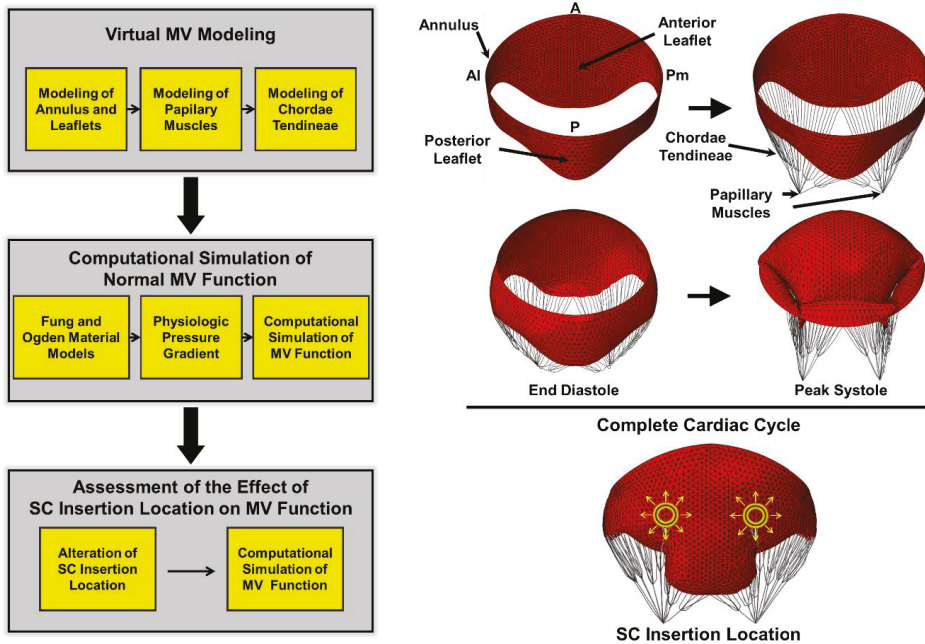 Virtual MV Modeling
Modeling of
Annulus and
Leaflets
Modeling of
Papilary
Muscles
Modeling of
Chordae
Tendineae
Computational Simulation of
Normal MV Function
Fung and
Ogden Material
Models
Physiologic
Pressure
Gradient
Computational
Simulation of
MV Function
Assessment of the Effect of
SC Insertion Location on MV Function
Alteration of
SC Insertion
Location
Computational
Simulation of
MV Function
A
Annulus
Anterior
Leaflet
Al
Pm
P
Posterior
Leaflet
Chordae
Tendineae
Papillary
Muscles
End Diastole
Peak Systole
Complete Cardiac Cycle
SC Insertion Location